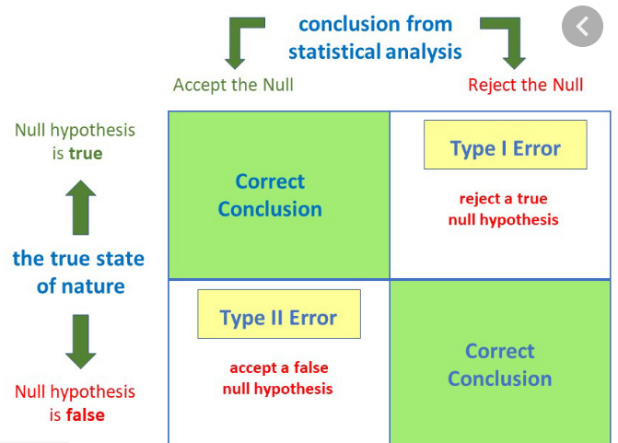 conclusion from
statistical analysis
Accept the Null
Reject the Null
Null hypothesis
is true
Correct
Conclusion
Type I Error
reject a true
null hypothesis
the true state
of nature
Type II Error
accept a false
null hypothesis
Correct
Conclusion
Null hypothesis
is false